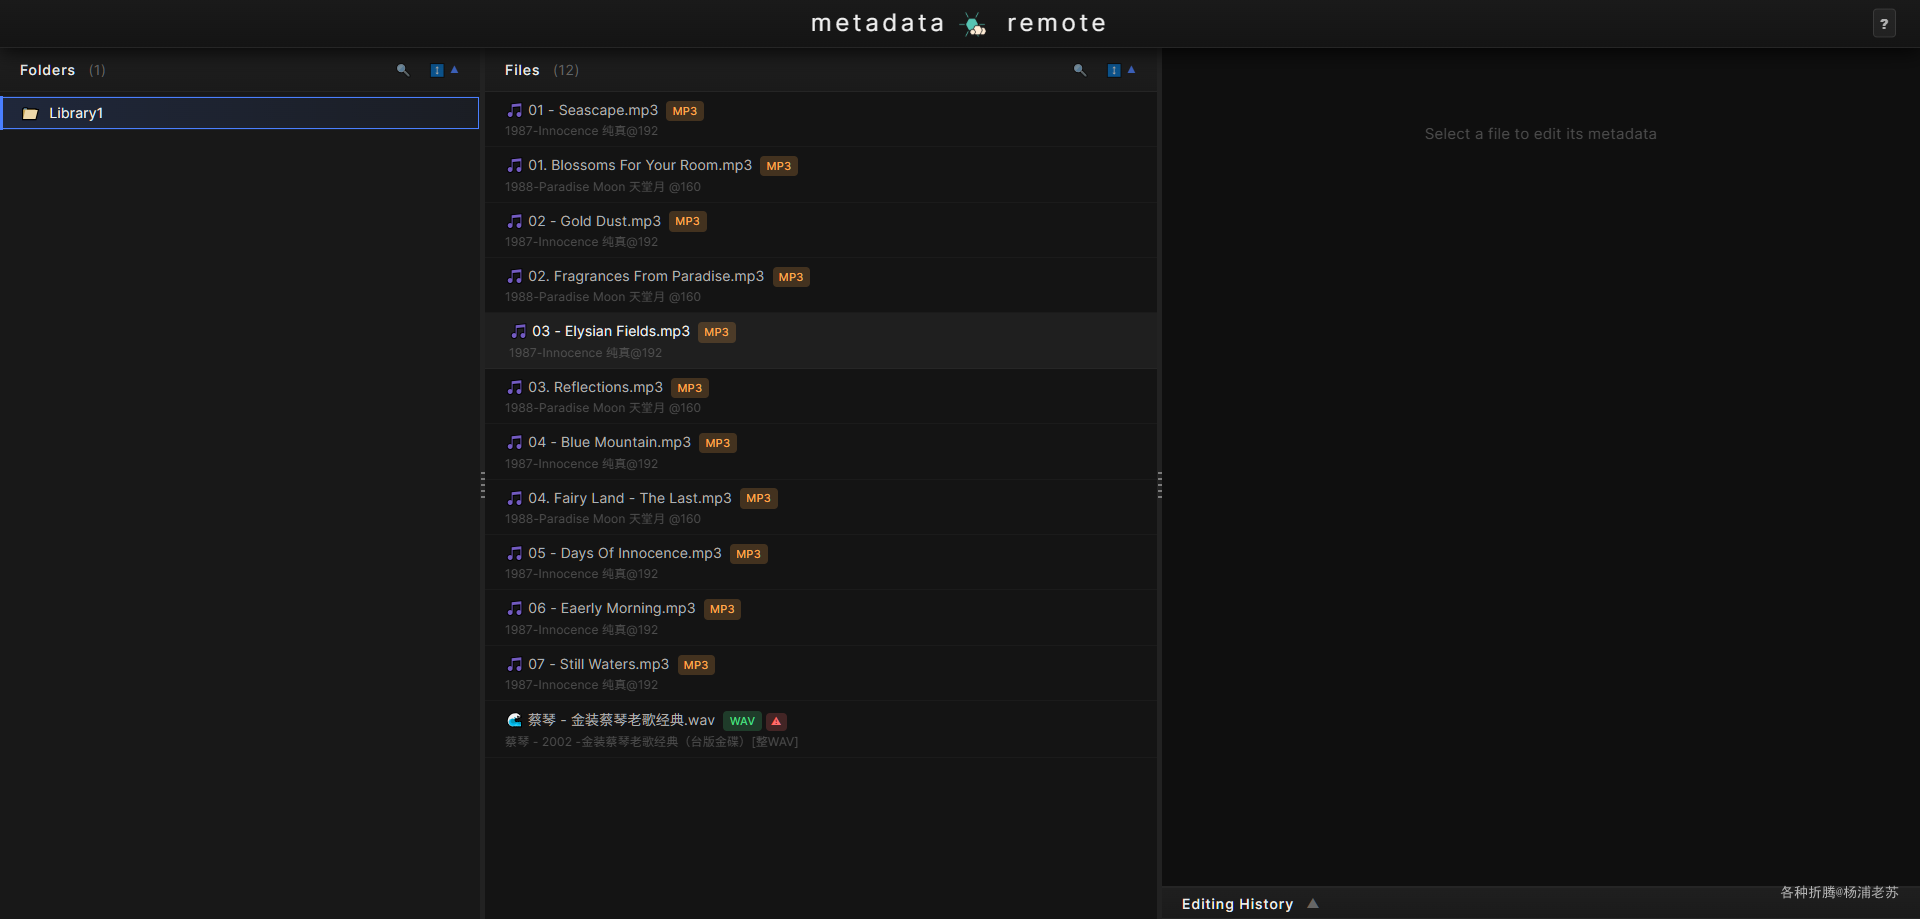 metadata remote
?
Folders (1)
Library1
Files (12)
01 - Seascape.mp3 MP3
1987-Innocence 纯真@192
01. Blossoms For Your Room.mp3 MP3
1988-Paradise Moon 天堂月 @160
02 - Gold Dust.mp3 MP3
1987-Innocence 纯真@192
02. Fragrances From Paradise.mp3 MP3
1988-Paradise Moon 天堂月 @160
03 - Elysian Fields.mp3 MP3
1987-Innocence 纯真@192
03. Reflections.mp3 MP3
1988-Paradise Moon 天堂月 @160
04 - Blue Mountain.mp3 MP3
1987-Innocence 纯真@192
04. Fairy Land - The Last.mp3 MP3
1988-Paradise Moon 天堂月 @160
05 - Days Of Innocence.mp3 MP3
1987-Innocence 纯真@192
06 - Eaerly Morning.mp3 MP3
1987-Innocence 纯真@192
07 - Still Waters.mp3 MP3
1987-Innocence 纯真@192
蔡琴 - 金装蔡琴老歌经典.wav WAV
蔡琴 - 2002 -金装蔡琴老歌经典（台版金碟）[整WAV]
Select a file to edit its metadata
Editing History
各种折腾@杨浦老苏